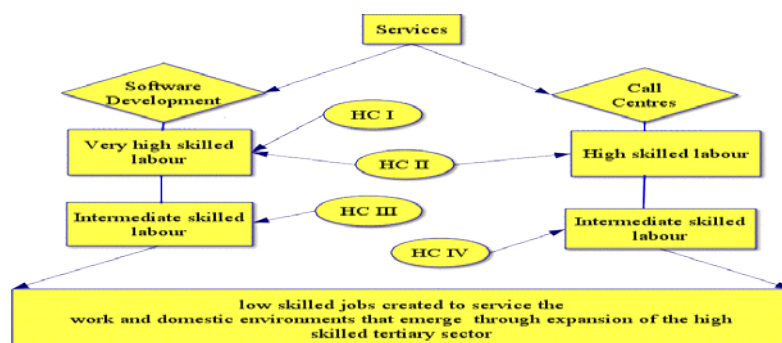 Services
Software
Development
Call
Centres
HC I
Very high skilled
labour
HC II
High skilled labour
Intermediate skilled
labour
HC III
Intermediate skilled
labour
HC IV
low skilled jobs created to service the
work and domestic environments that emerge through expansion of the high
skilled tertiary sector